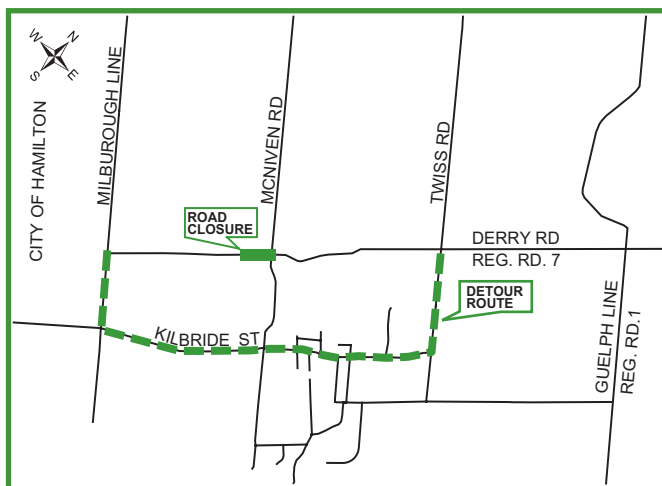 N
W
E
S
CITY OF HAMILTON
MILBOROUGH LINE
MCNIVEN RD
TWISS RD
ROAD
CLOSURE
DERRY RD
REG. RD. 7
DETOUR
ROUTE
KILBRIDE ST
GUELPH LINE
REG. RD.1